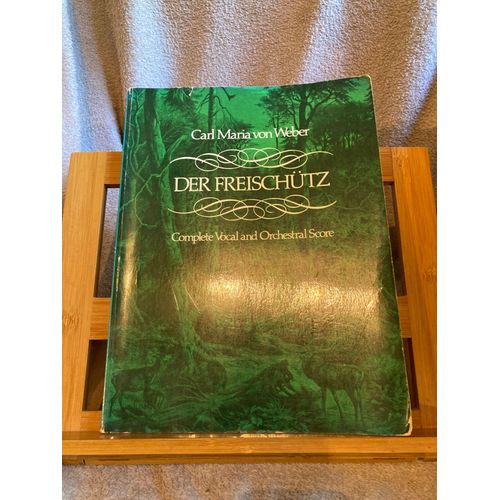 Carl Maria von Weber
DER FREISCHÜTZ
Complete Vocal and Orchestral Score